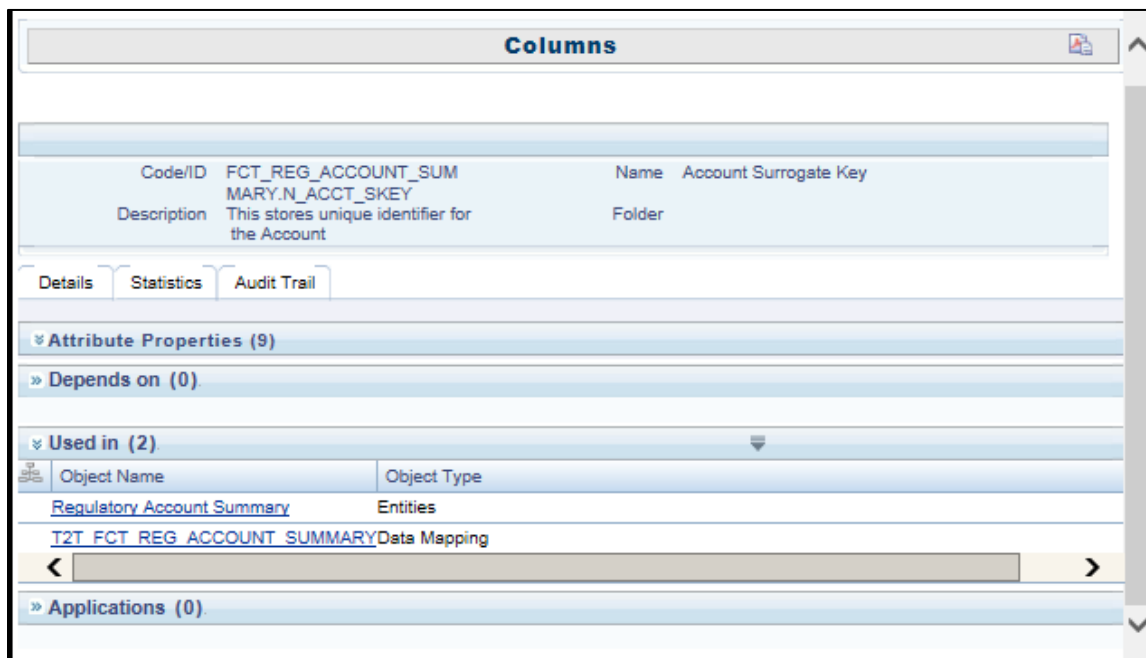 Columns
Code/ID FCT_REG_ACCOUNT_SUM Name Account Surrogate Key
MARY.N_ACCT_SKEY
Description This stores unique identifier for Folder
the Account
Details Statistics Audit Trail
Attribute Properties (9)
Depends on (0).
Used in (2).
Object Name Object Type
Regulatory Account Summary Entities
T2T_FCT_REG_ACCOUNT_SUMMARY Data Mapping
Applications (0).